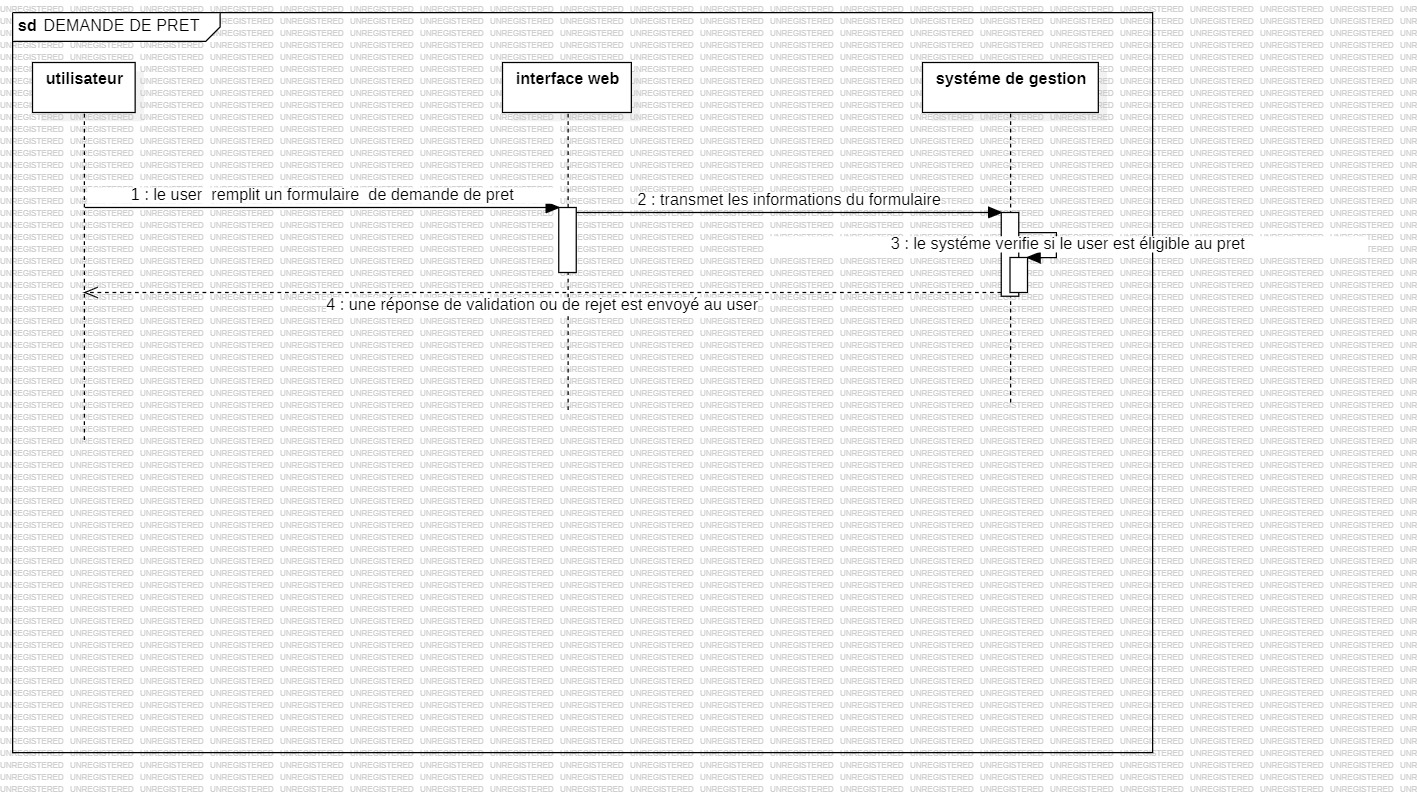 sd DEMANDE DE PRET
utilisateur
interface web
systéme de gestion
1 : le user  remplit un formulaire  de demande de pret
2 : transmet les informations du formulaire
3 : le systéme verifie si le user est éligible au pret
4 : une réponse de validation ou de rejet est envoyé au user
UNREGISTERED